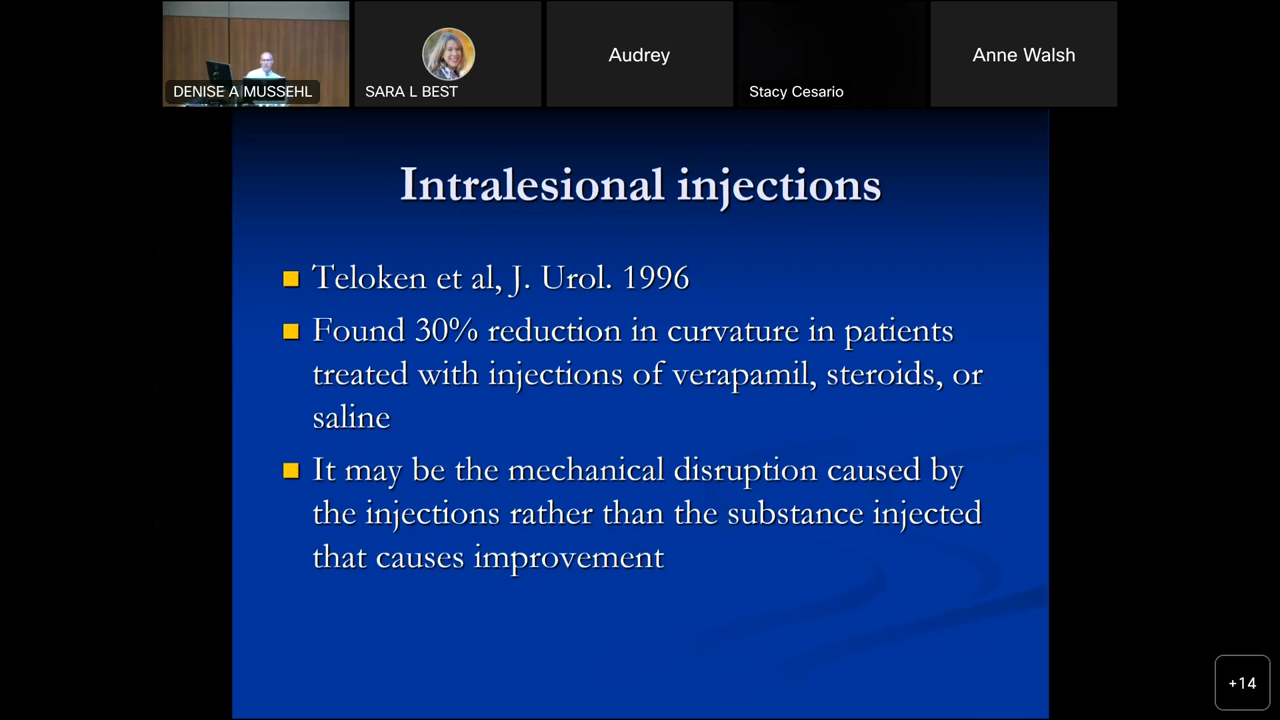 DENISE A MUSSEHL
SARA L BEST
Audrey
Stacy Cesario
Anne Walsh
Intralesional injections
Teloken et al, J. Urol. 1996
Found 30% reduction in curvature in patients
treated with injections of verapamil, steroids, or
saline
It may be the mechanical disruption caused by
the injections rather than the substance injected
that causes improvement
+14